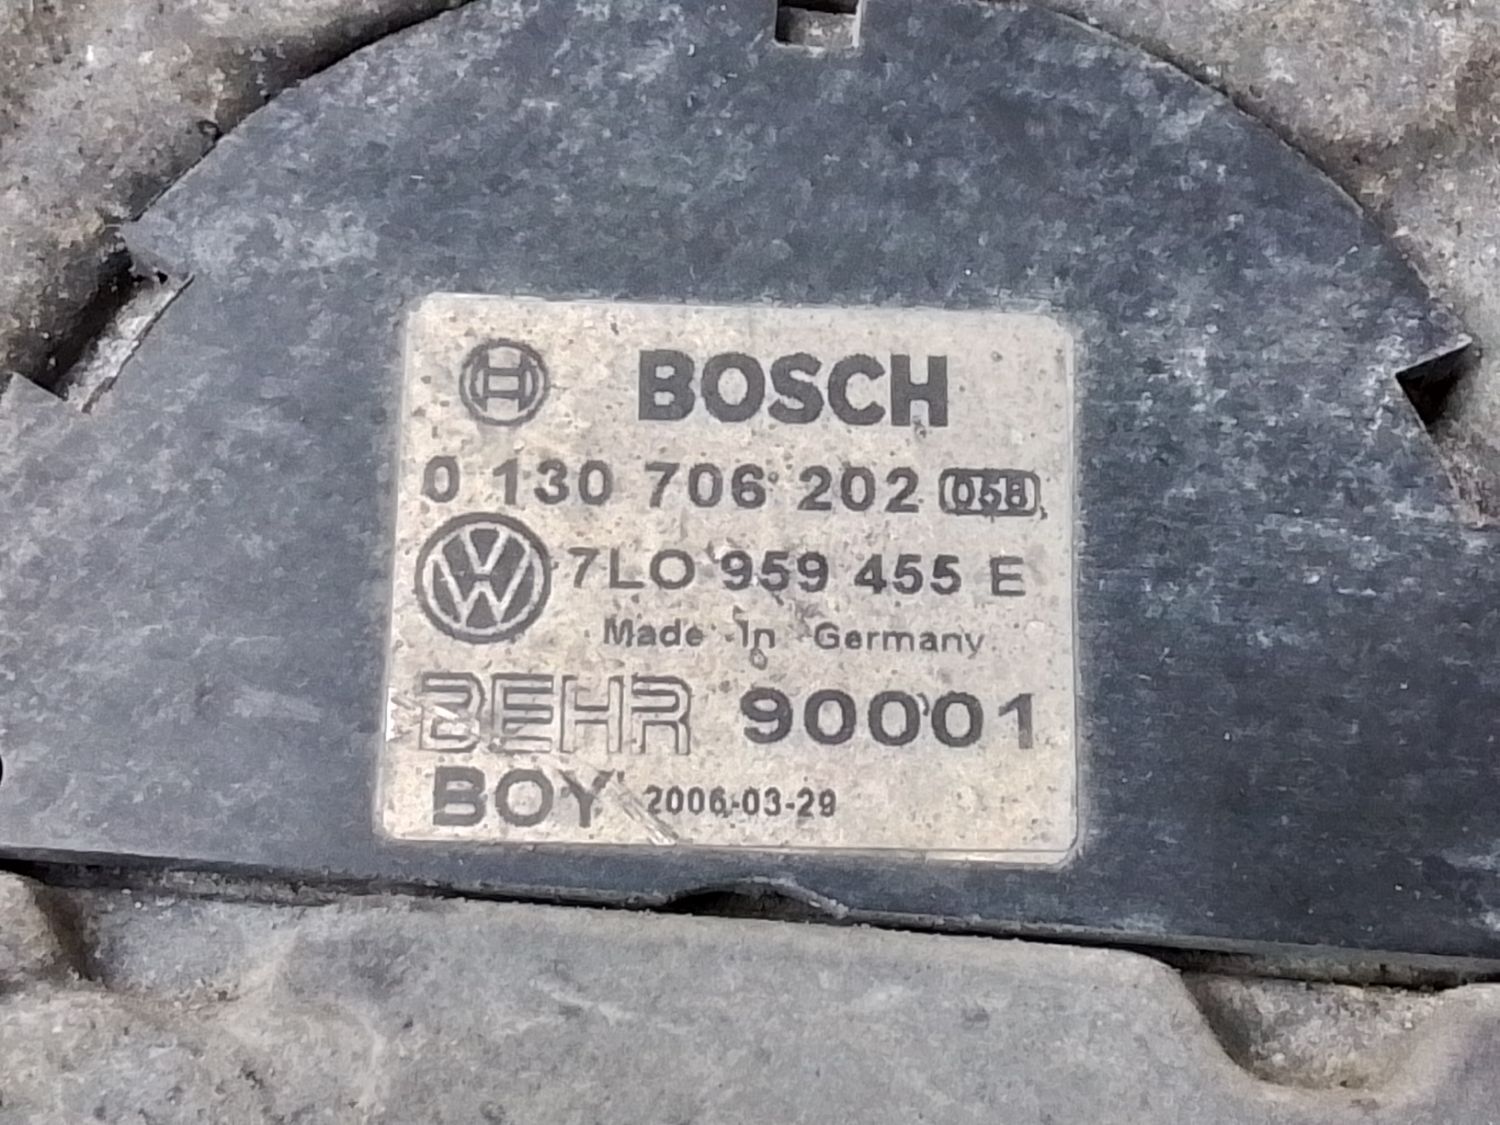 BOSCH
0 130 706 202 058
7L0 959 455 E
Made in Germany
BEHR 90001
BOY 2006-03-29